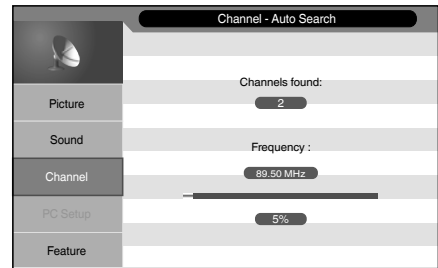 Channel - Auto Search
Channels found:
2
Picture
Sound
Frequency :
Channel
89.50 MHz
PC Setup
5%
Feature